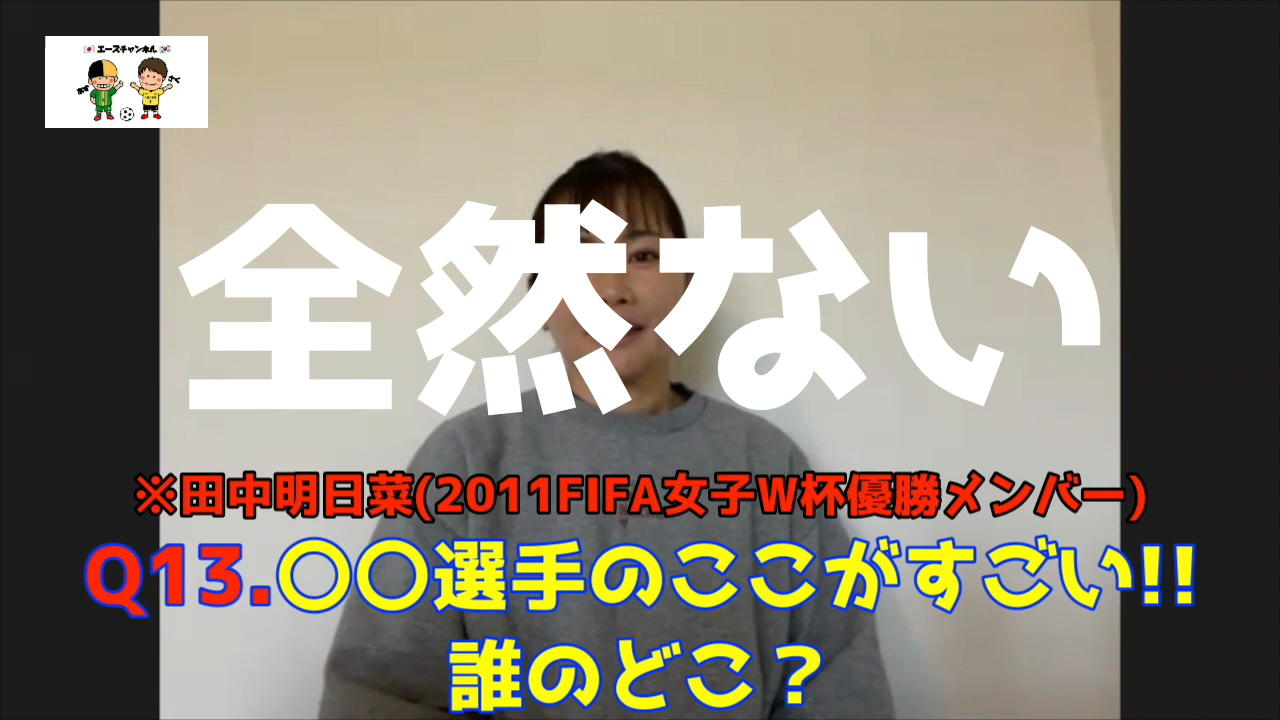 エースチャンネル
全然ない
※田中明日菜(2011FIFA女子W杯優勝メンバー)
Q13.〇〇選手のここがすごい!!
誰のどこ？